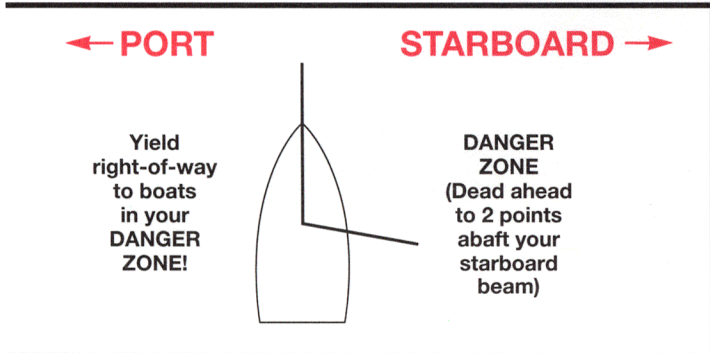 ← PORT
STARBOARD →
Yield
right-of-way
to boats
in your
DANGER
ZONE!
DANGER
ZONE
(Dead ahead
to 2 points
abaft your
starboard
beam)